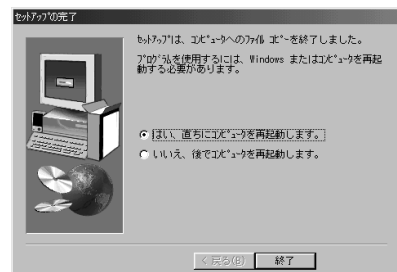 ｾｯﾄｱｯﾌﾟの完了
ｾｯﾄｱｯﾌﾟは、ｺﾝﾋﾟｭｰﾀへのﾌｧｲﾙ ｺﾋﾟｰを終了しました。
ﾌﾟﾛｸﾞﾗﾑを使用するには、Windows またはｺﾝﾋﾟｭｰﾀを再起
動する必要があります。
はい、直ちにｺﾝﾋﾟｭｰﾀを再起動します。
いいえ、後でｺﾝﾋﾟｭｰﾀを再起動します。
< 戻る(B)
終了